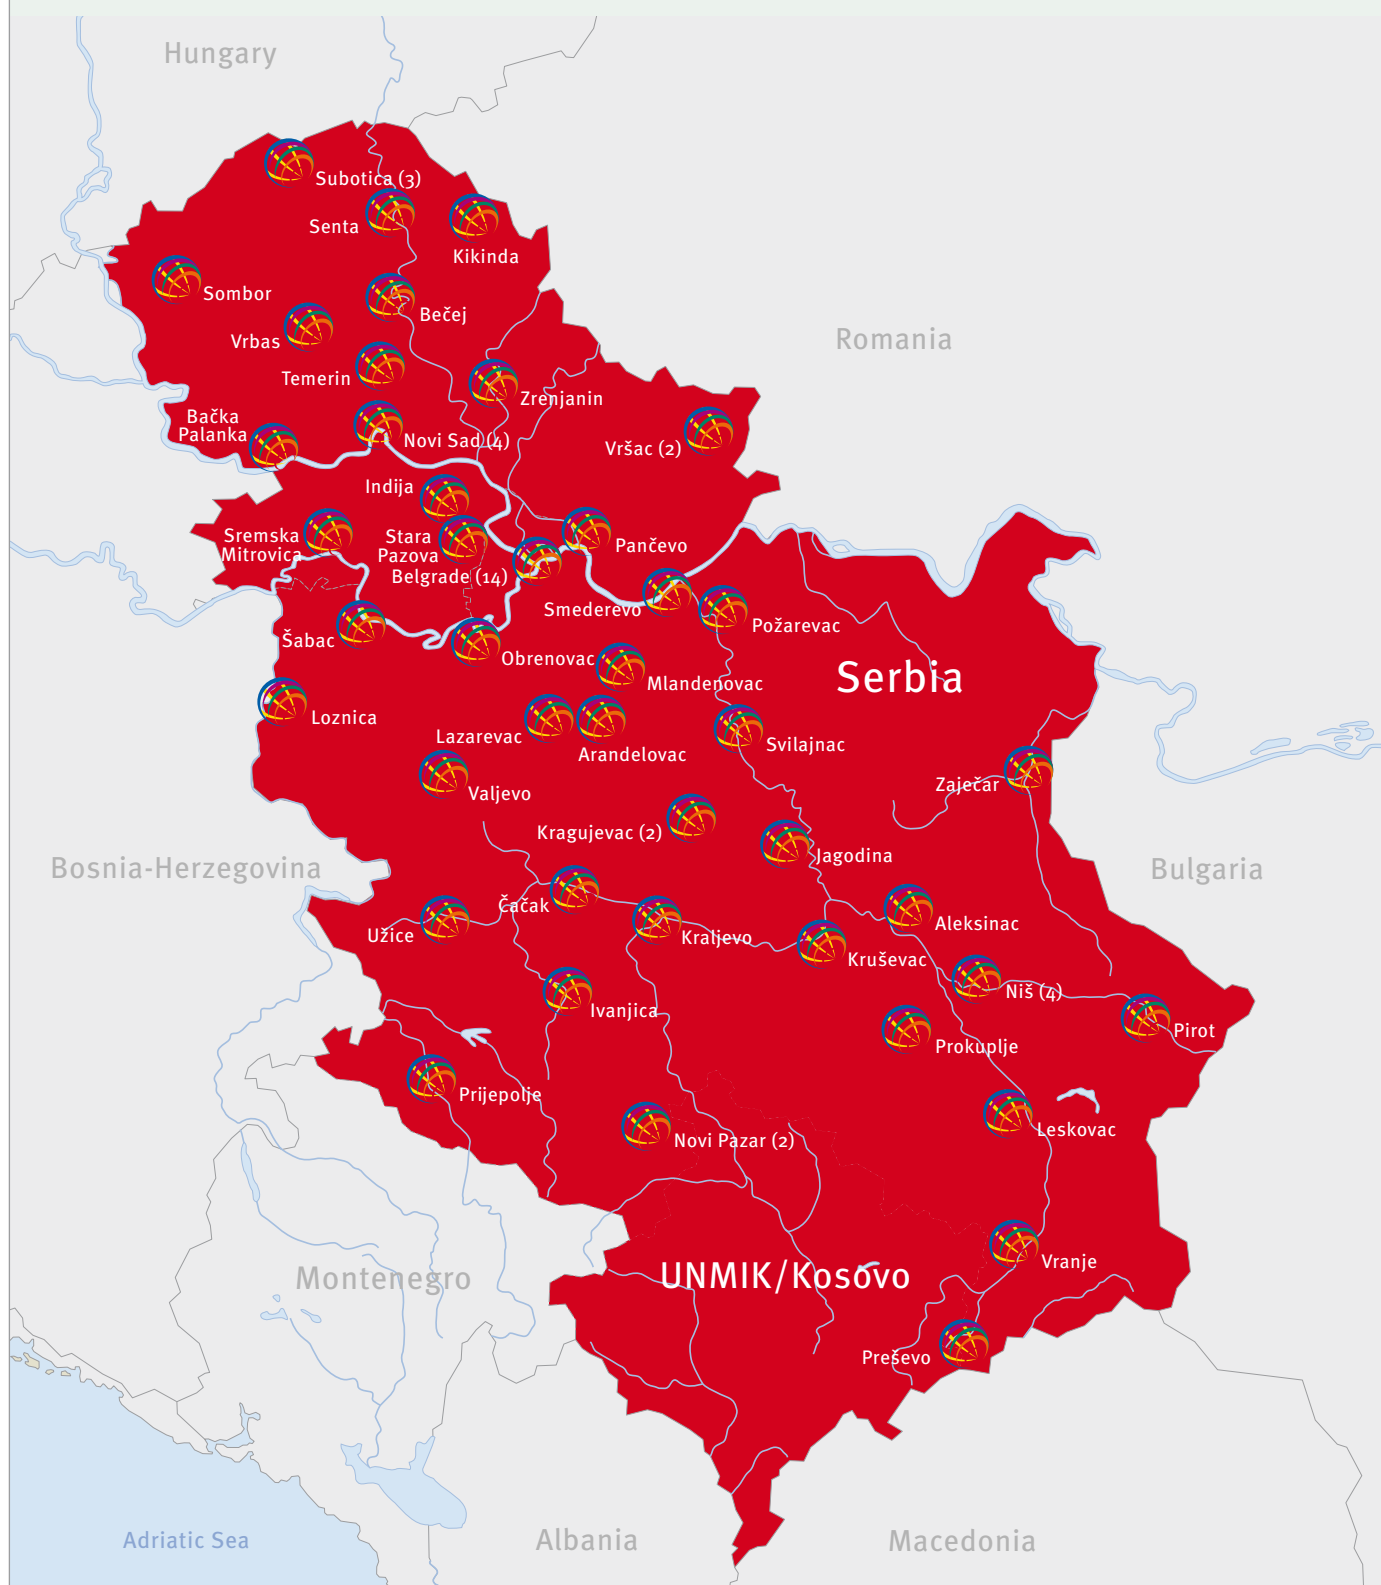 Hungary
Subotica (3)
Senta
Kikinda
Sombor
Bečej
Vrbas
Romania
Temerin
Zrenjanin
Bačka
Palanka
Novi Sad (4)
Vršac (2)
Indija
Sremska
Mitrovica
Stara
Pazova
Pančevo
Belgrade (14)
Smederevo
Požarevac
Šabac
Obrenovac
Mlandenovac
Serbia
Loznica
Lazarevac
Svilajnac
Arandelovac
Zaječar
Valjevo
Kragujevac (2)
Jagodina
Bosnia-Herzegovina
Bulgaria
Čačak
Aleksinac
Užice
Kraljevo
Kruševac
Niš (4)
Ivanjica
Pirot
Prokuplje
Prijepolje
Leskovac
Novi Pazar (2)
Vranje
Montenegro
UNMIK/Kosovo
Preševo
Adriatic Sea
Albania
Macedonia